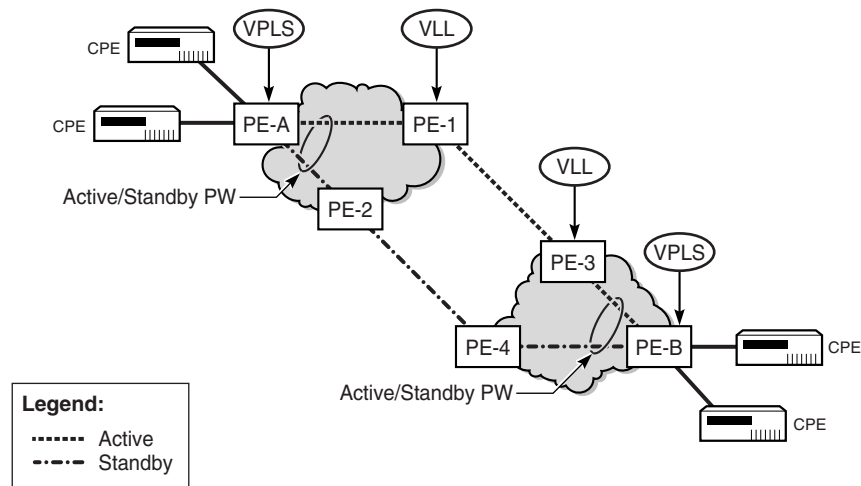 VPLS
VLL
CPE
CPE
PE-A
PE-1
VLL
Active/Standby PW
PE-2
VPLS
PE-3
PE-4
PE-B
CPE
Active/Standby PW
CPE
Legend:
Active
Standby